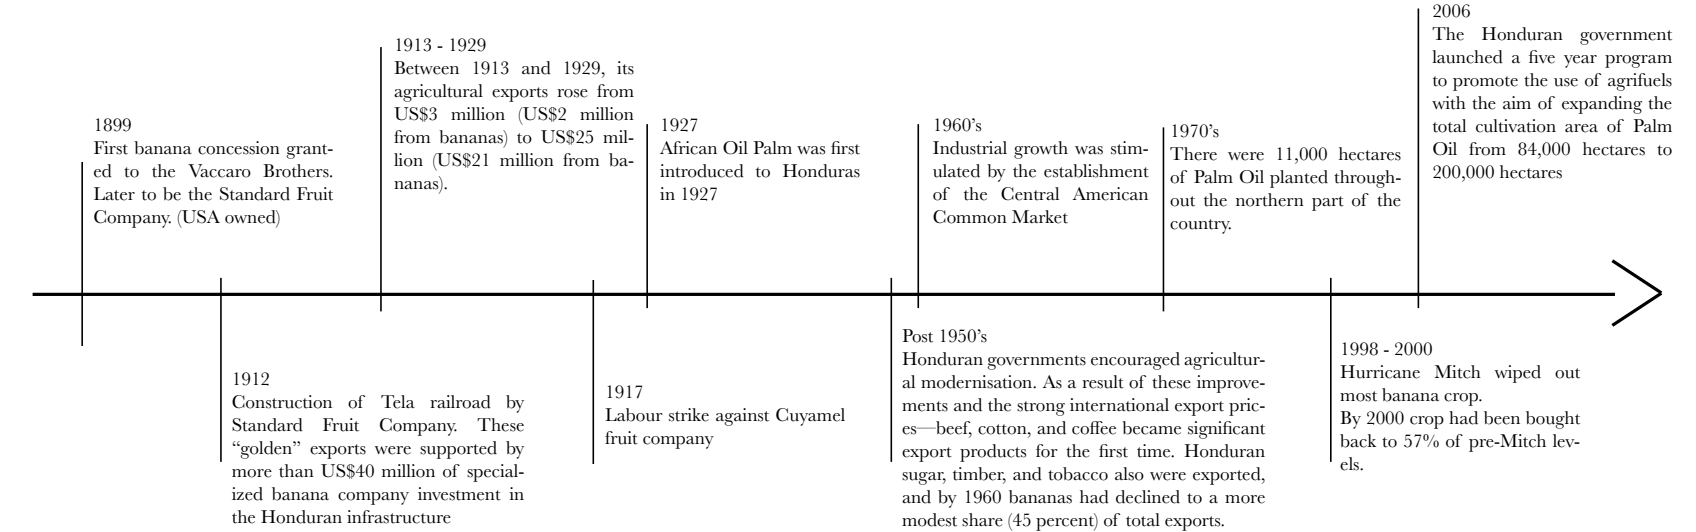 1899
First banana concession grant-
ed to the Vaccaro Brothers.
Later to be the Standard Fruit
Company. (USA owned)
1912
Construction of Tela railroad by
Standard Fruit Company. These
“golden” exports were supported by
more than US$40 million of special-
ized banana company investment in
the Honduran infrastructure
1913 - 1929
Between 1913 and 1929, its
agricultural exports rose from
US$3 million (US$2 million
from bananas) to US$25 mil-
lion (US$21 million from ba-
nanas).
1917
Labour strike against Cuyamel
fruit company
1927
African Oil Palm was first
introduced to Honduras
in 1927
Post 1950’s
Honduran governments encouraged agricultur-
al modernisation. As a result of these improve-
ments and the strong international export pric-
es—beef, cotton, and coffee became significant
export products for the first time. Honduran
sugar, timber, and tobacco also were exported,
and by 1960 bananas had declined to a more
modest share (45 percent) of total exports.
1960’s
Industrial growth was stim-
ulated by the establishment
of the Central American
Common Market
1970’s
There were 11,000 hectares
of Palm Oil planted through-
out the northern part of the
country.
1998 - 2000
Hurricane Mitch wiped out
most banana crop.
By 2000 crop had been bought
back to 57% of pre-Mitch lev-
els.
2006
The Honduran government
launched a five year program
to promote the use of agrifuels
with the aim of expanding the
total cultivation area of Palm
Oil from 84,000 hectares to
200,000 hectares